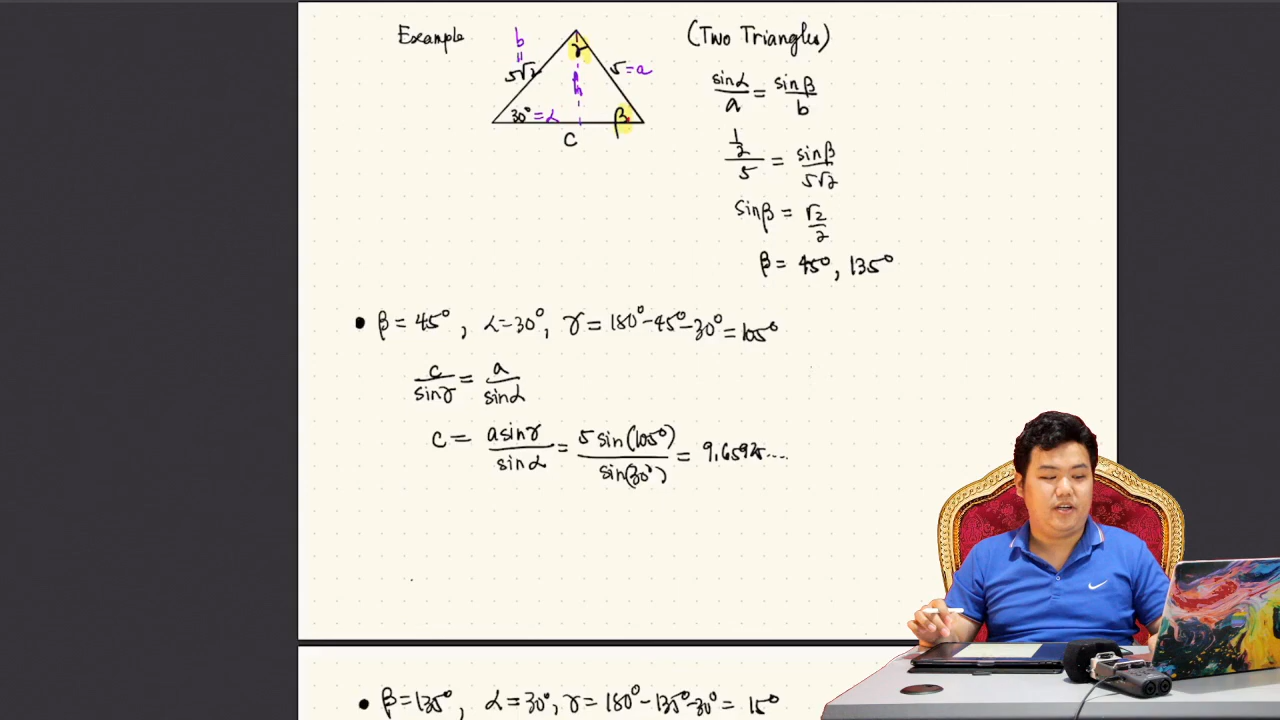 Example
b
=
5√2
γ
5 = a
h
30° = α
β
c
(Two Triangles)
sinα/a = sinβ/b
1/2/5 = sinβ/5√2
sinβ = √2/2
β = 45°, 135°
• β = 45°, α = 30°, γ = 180° - 45° - 30° = 105°
c/sinγ = a/sinα
c = asinγ/sinα = 5 sin(105°)/sin(30°) = 9.6592....
• β = 135°, α = 30°, γ = 180° - 135° - 30° = 15°